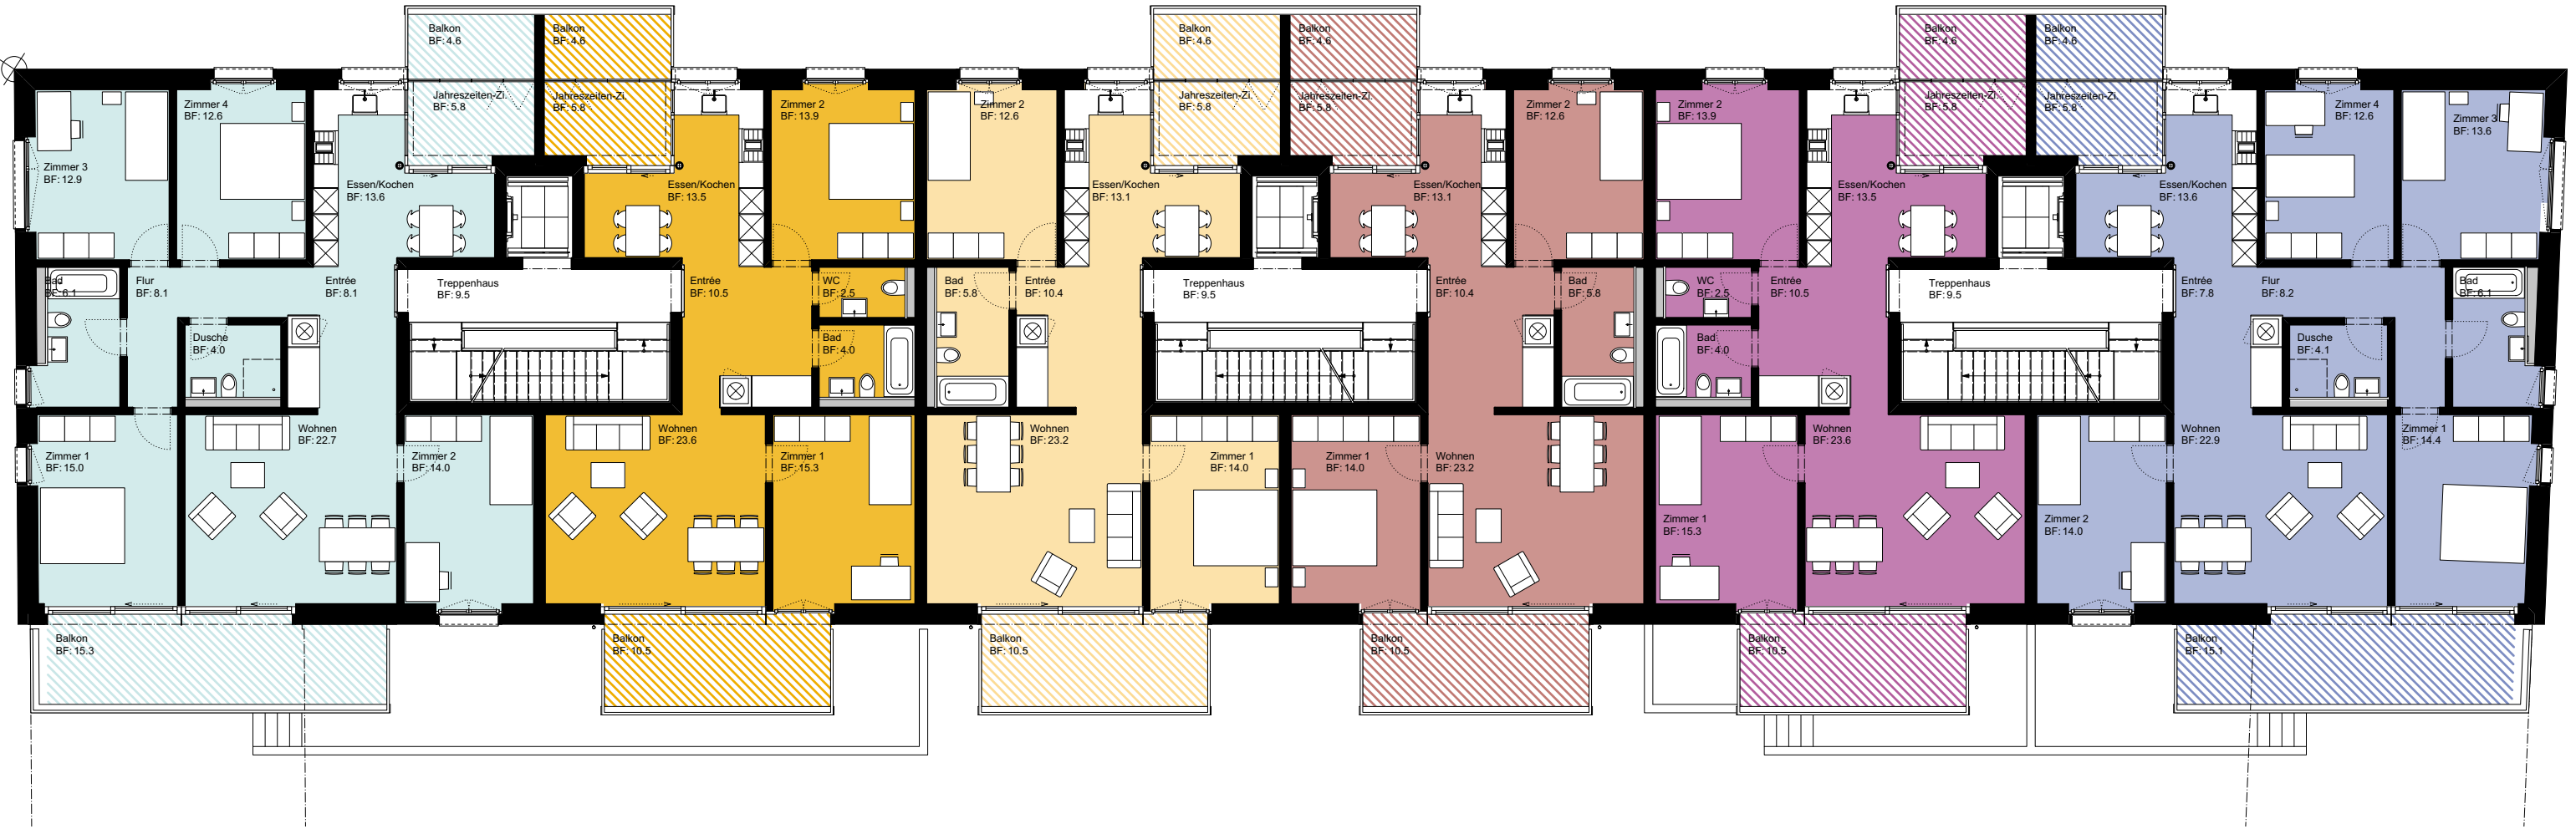 Balkon
BF: 4.6
Balkon
BF: 4.6
Balkon
BF: 4.6
Balkon
BF: 4.6
Balkon
BF: 4.6
Balkon
BF: 4.6
Jahreszeiten-Zi.
BF: 5.8
Jahreszeiten-Zi.
BF: 5.8
Jahreszeiten-Zi.
BF: 5.8
Jahreszeiten-Zi.
BF: 5.8
Jahreszeiten-Zi.
BF: 5.8
Jahreszeiten-Zi.
BF: 5.8
Zimmer 3
BF: 12.9
Zimmer 4
BF: 12.6
Essen/Kochen
BF: 13.6
Essen/Kochen
BF: 13.5
Zimmer 2
BF: 13.9
Zimmer 2
BF: 12.6
Essen/Kochen
BF: 13.1
Essen/Kochen
BF: 13.1
Zimmer 2
BF: 12.6
Zimmer 2
BF: 13.9
Essen/Kochen
BF: 13.5
Essen/Kochen
BF: 13.6
Zimmer 4
BF: 12.6
Zimmer 3
BF: 13.6
Bad
BF: 6.1
Flur
BF: 8.1
Entrée
BF: 8.1
Treppenhaus
BF: 9.5
Entrée
BF: 10.5
WC
BF: 2.5
Bad
BF: 5.8
Entrée
BF: 10.4
Treppenhaus
BF: 9.5
Entrée
BF: 10.4
Bad
BF: 5.8
WC
BF: 2.5
Entrée
BF: 10.5
Treppenhaus
BF: 9.5
Entrée
BF: 7.8
Flur
BF: 8.2
Bad
BF: 6.1
Dusche
BF: 4.0
Bad
BF: 4.0
Bad
BF: 4.0
Dusche
BF: 4.1
Zimmer 1
BF: 15.0
Wohnen
BF: 22.7
Zimmer 2
BF: 14.0
Wohnen
BF: 23.6
Zimmer 1
BF: 15.3
Wohnen
BF: 23.2
Zimmer 1
BF: 14.0
Zimmer 1
BF: 14.0
Wohnen
BF: 23.2
Zimmer 1
BF: 15.3
Wohnen
BF: 23.6
Zimmer 2
BF: 14.0
Wohnen
BF: 22.9
Zimmer 1
BF: 14.4
Balkon
BF: 15.3
Balkon
BF: 10.5
Balkon
BF: 10.5
Balkon
BF: 10.5
Balkon
BF: 10.5
Balkon
BF: 15.1